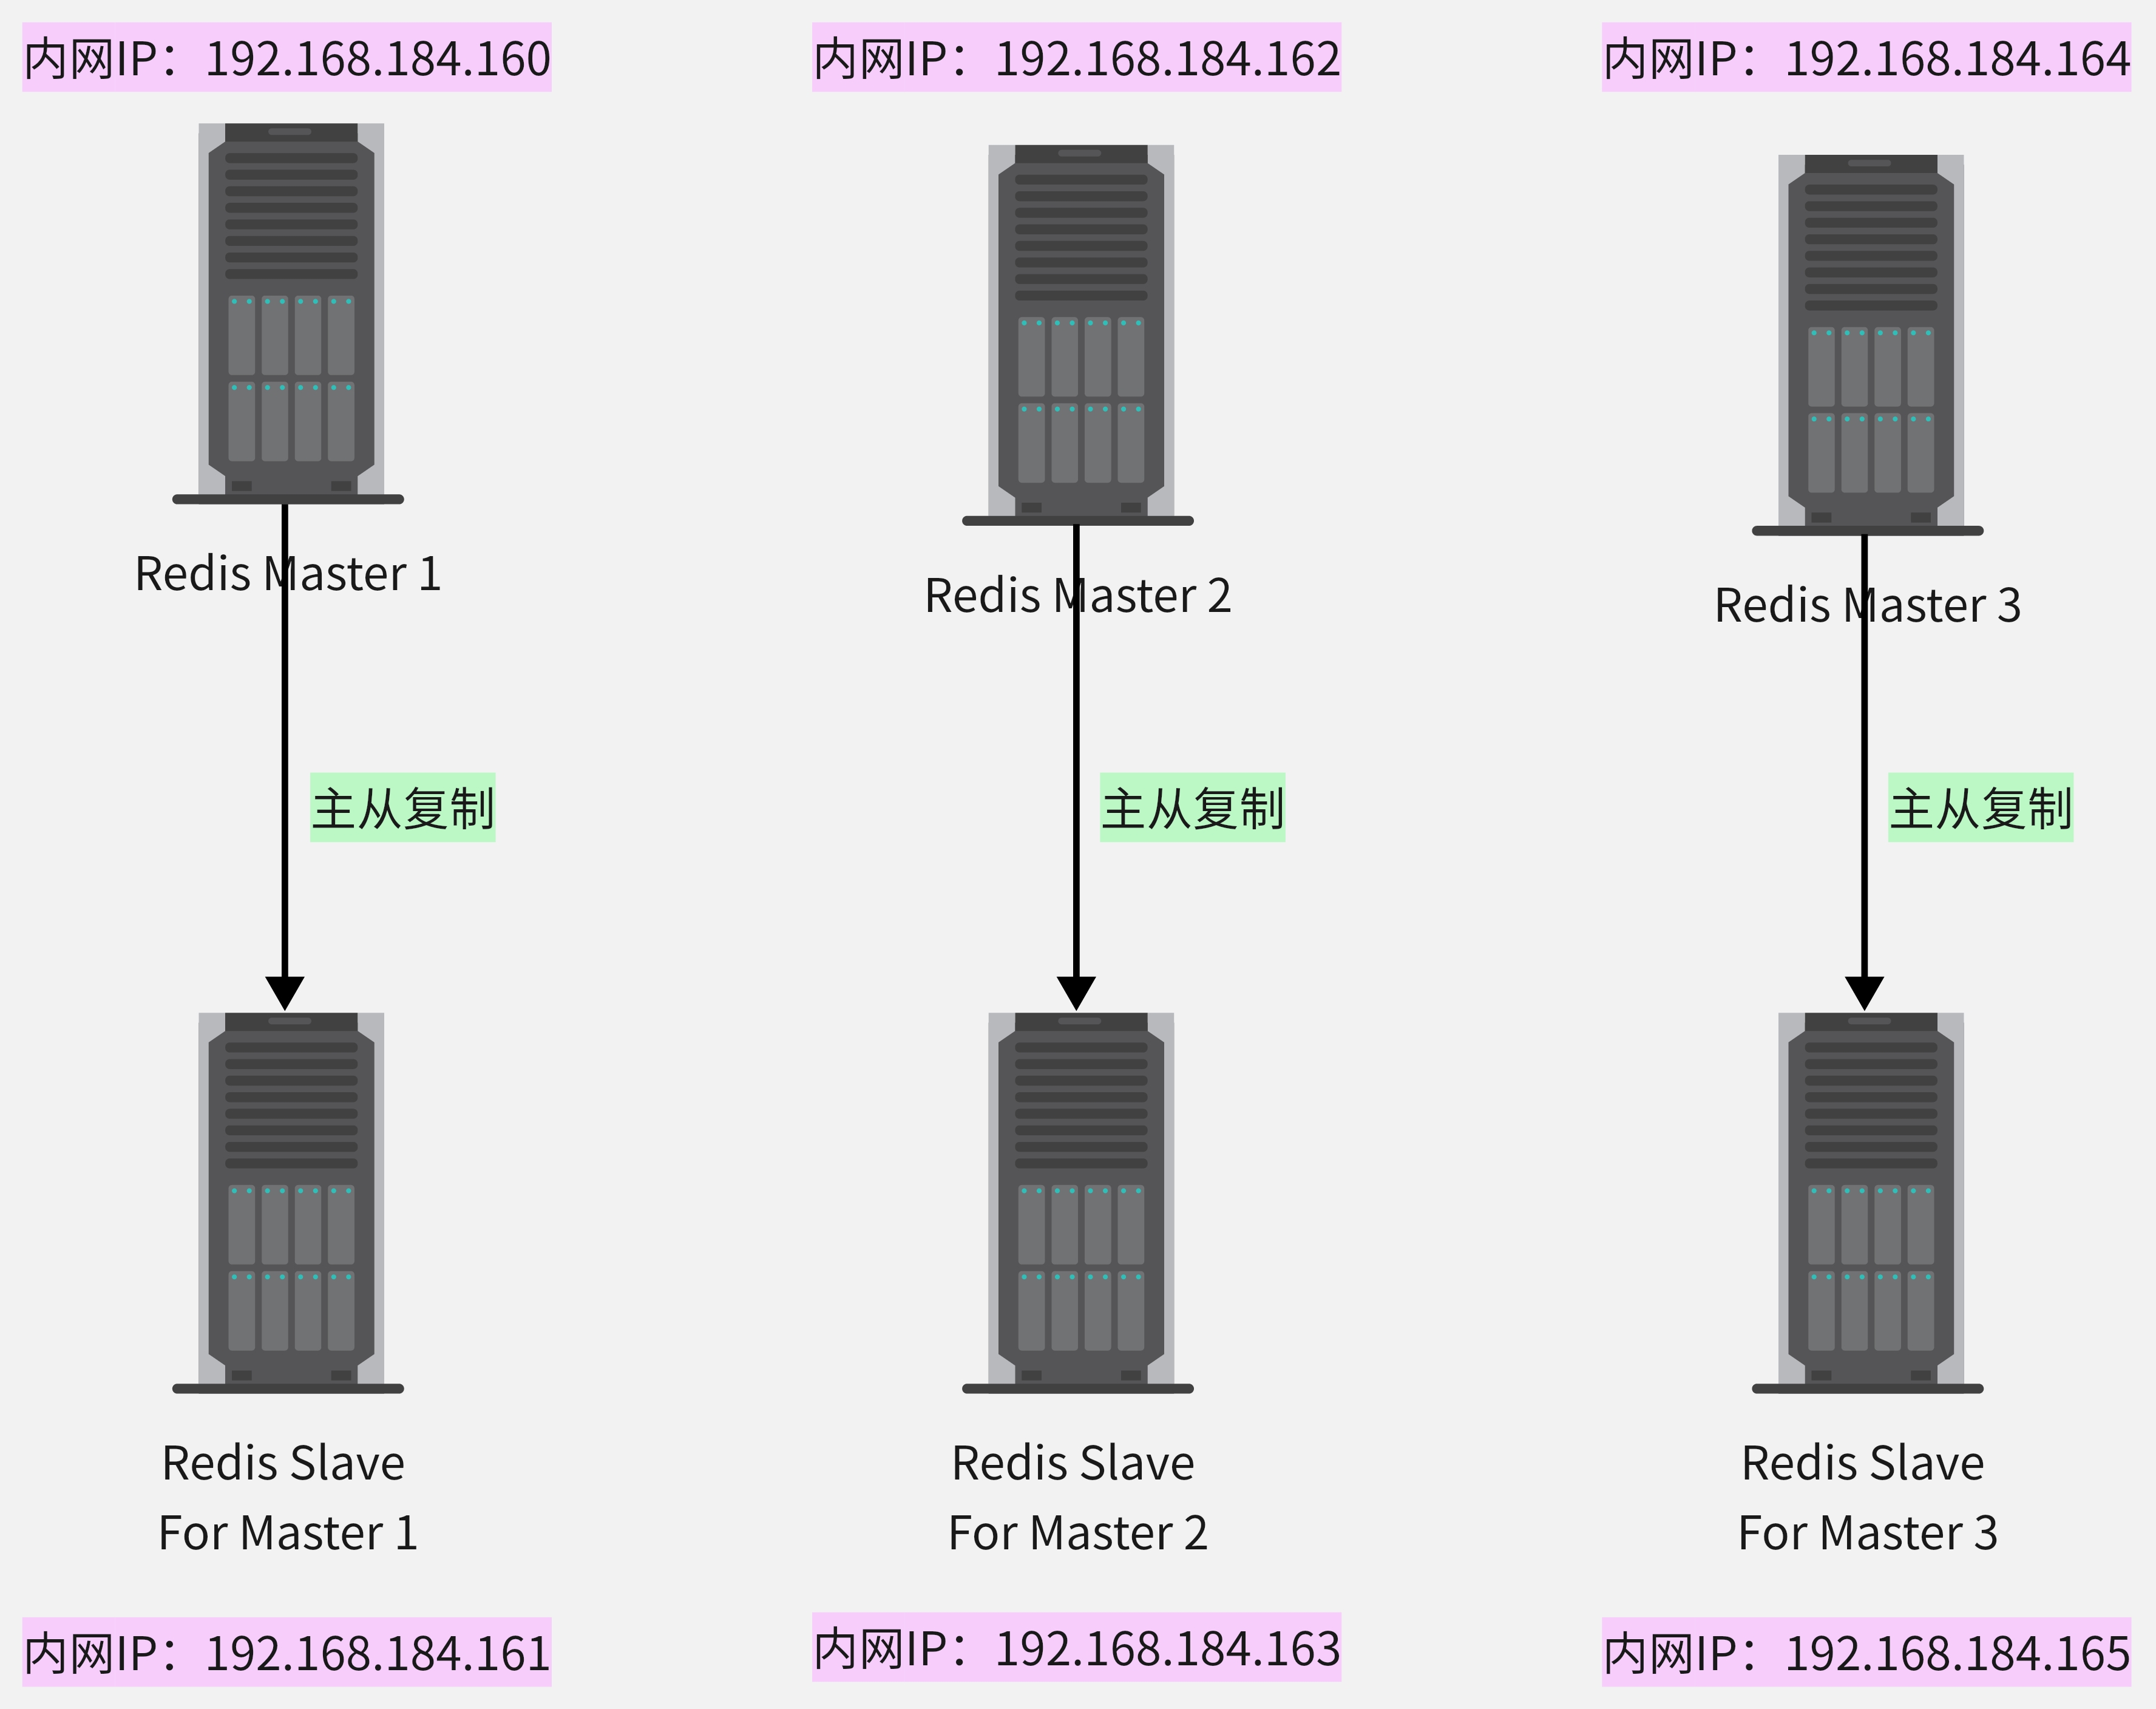 内网IP：192.168.184.160
内网IP：192.168.184.162
内网IP：192.168.184.164
Redis Master 1
Redis Master 2
Redis Master 3
主从复制
主从复制
主从复制
Redis Slave
For Master 1
Redis Slave
For Master 2
Redis Slave
For Master 3
内网IP：192.168.184.161
内网IP：192.168.184.163
内网IP：192.168.184.165